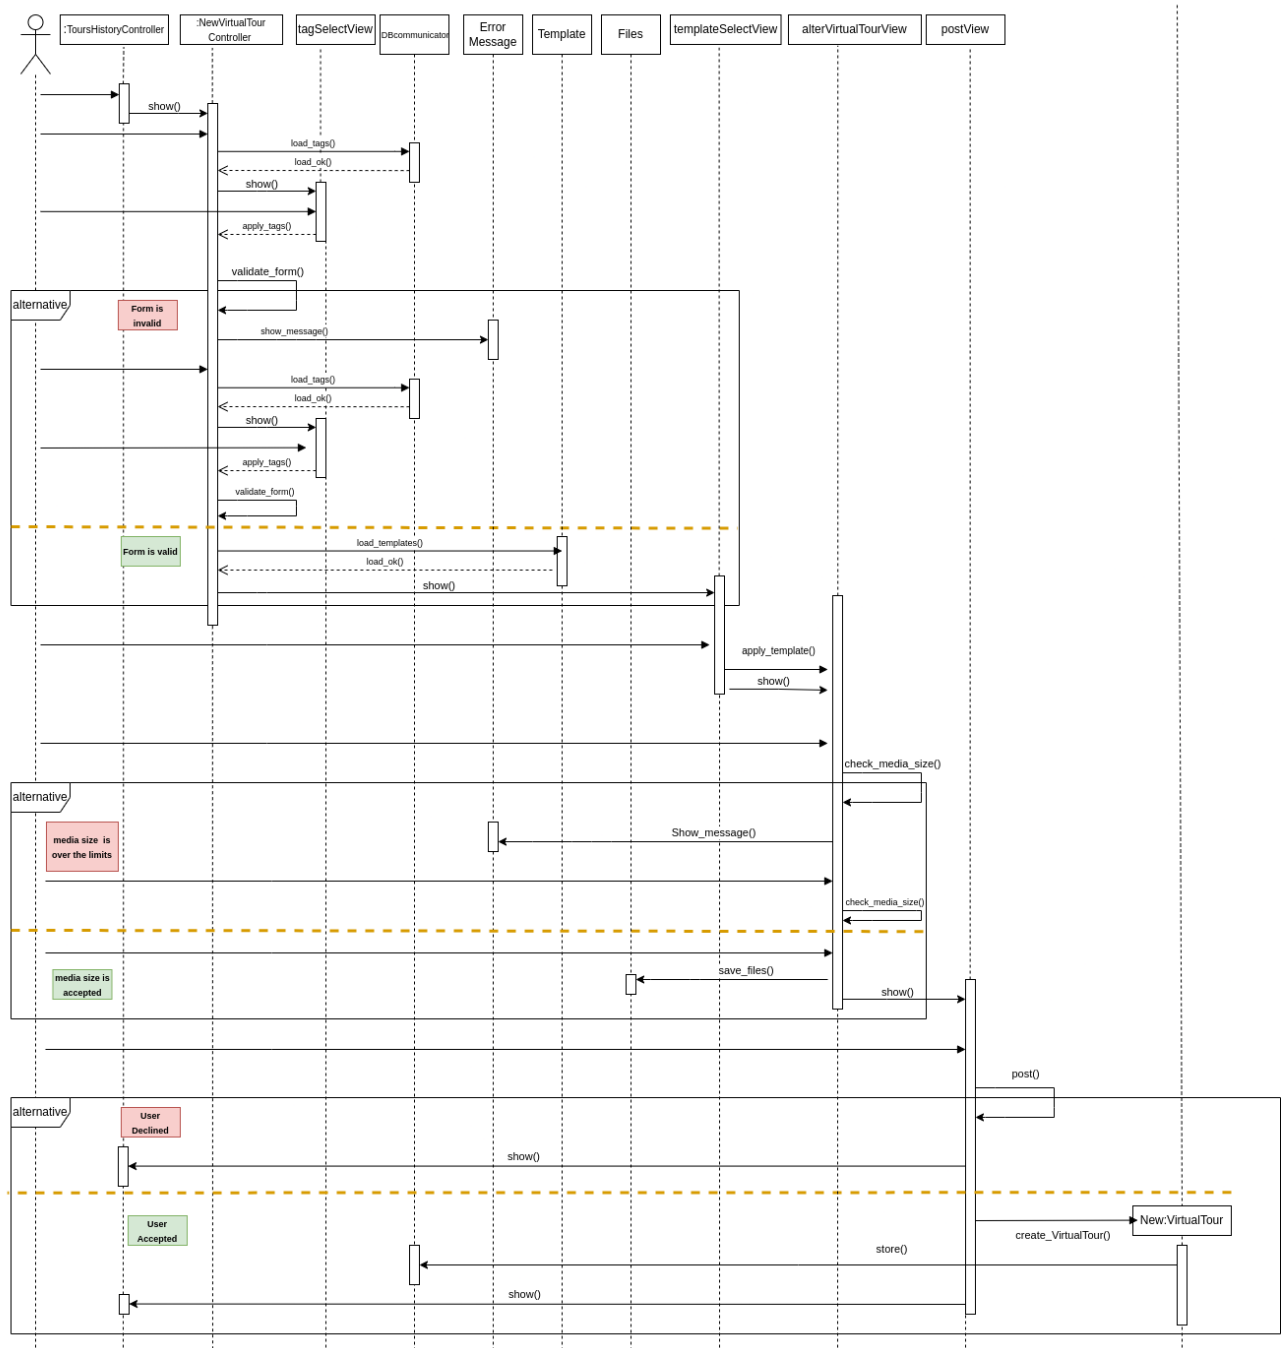 :ToursHistoryController
:NewVirtualTour
Controller
tagSelectView
DBcommunicator
Error
Message
Template
Files
templateSelectView
alterVirtualTourView
postView
show()
load_tags()
load_ok()
show()
apply_tags()
validate_form()
alternative
Form is
invalid
show_message()
load_tags()
load_ok()
show()
apply_tags()
validate_form()
Form is valid
load_templates()
load_ok()
show()
apply_template()
show()
check_media_size()
alternative
media size is
over the limits
Show_message()
check_media_size()
media size is
accepted
save_files()
show()
post()
alternative
User
Declined
show()
User
Accepted
New:VirtualTour
create_VirtualTour()
store()
show()